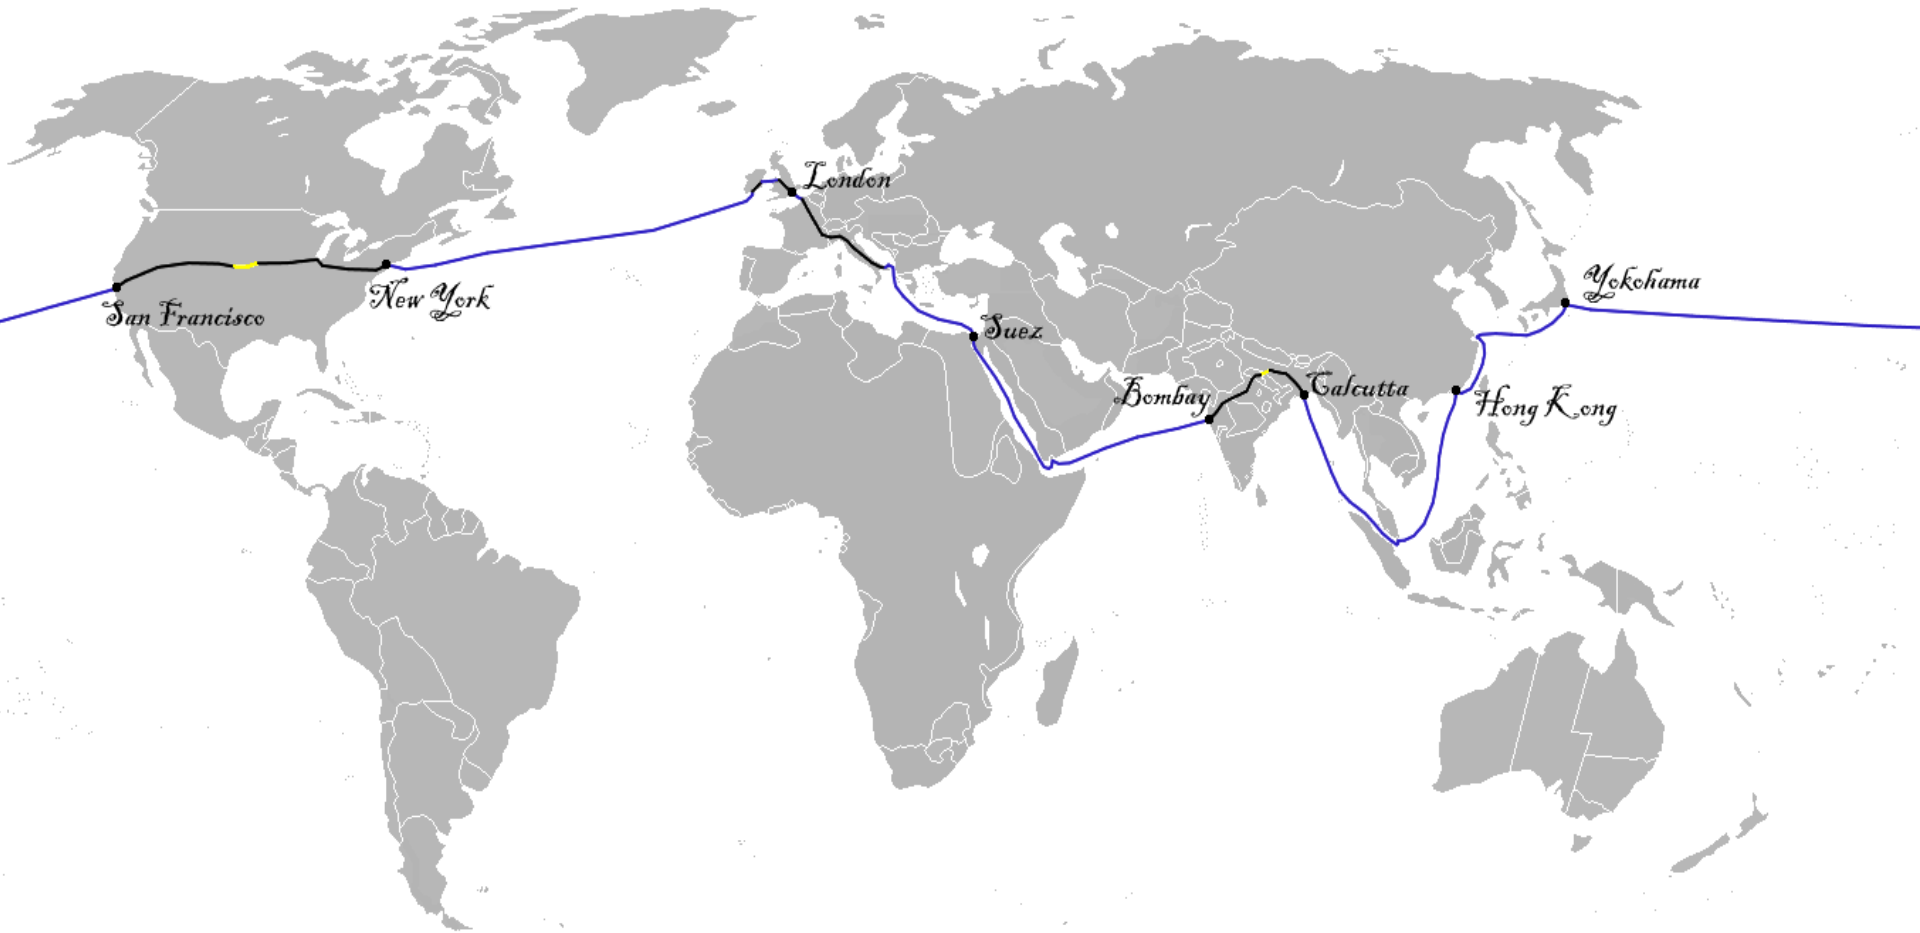 London
Yokohama
New York
San Francisco
Suez
Bombay
Calcutta
Hong Kong